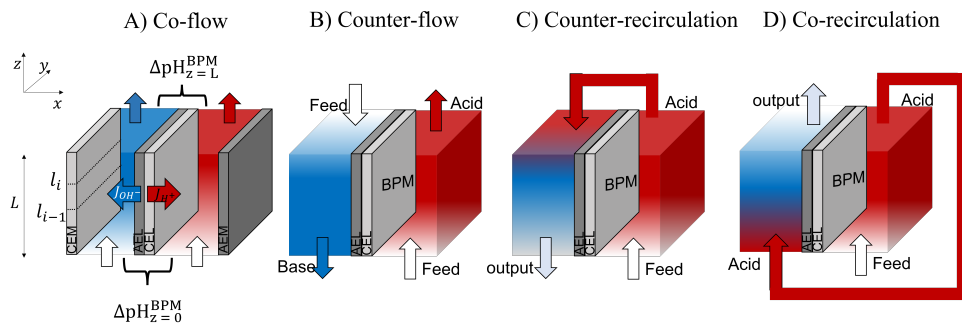 A) Co-flow
B) Counter-flow
C) Counter-recirculation
D) Co-recirculation
z
y
x
ΔpH^BPM_z = L
L
l_i
l_i−1
CEM
J_OH⁻
J_H⁺
AEL
CEL
AEM
ΔpH^BPM_z = 0
Feed
Acid
BPM
AEL
CEL
Base
Feed
Acid
BPM
AEL
CEL
output
Feed
output
Acid
BPM
AEL
CEL
Acid
Feed